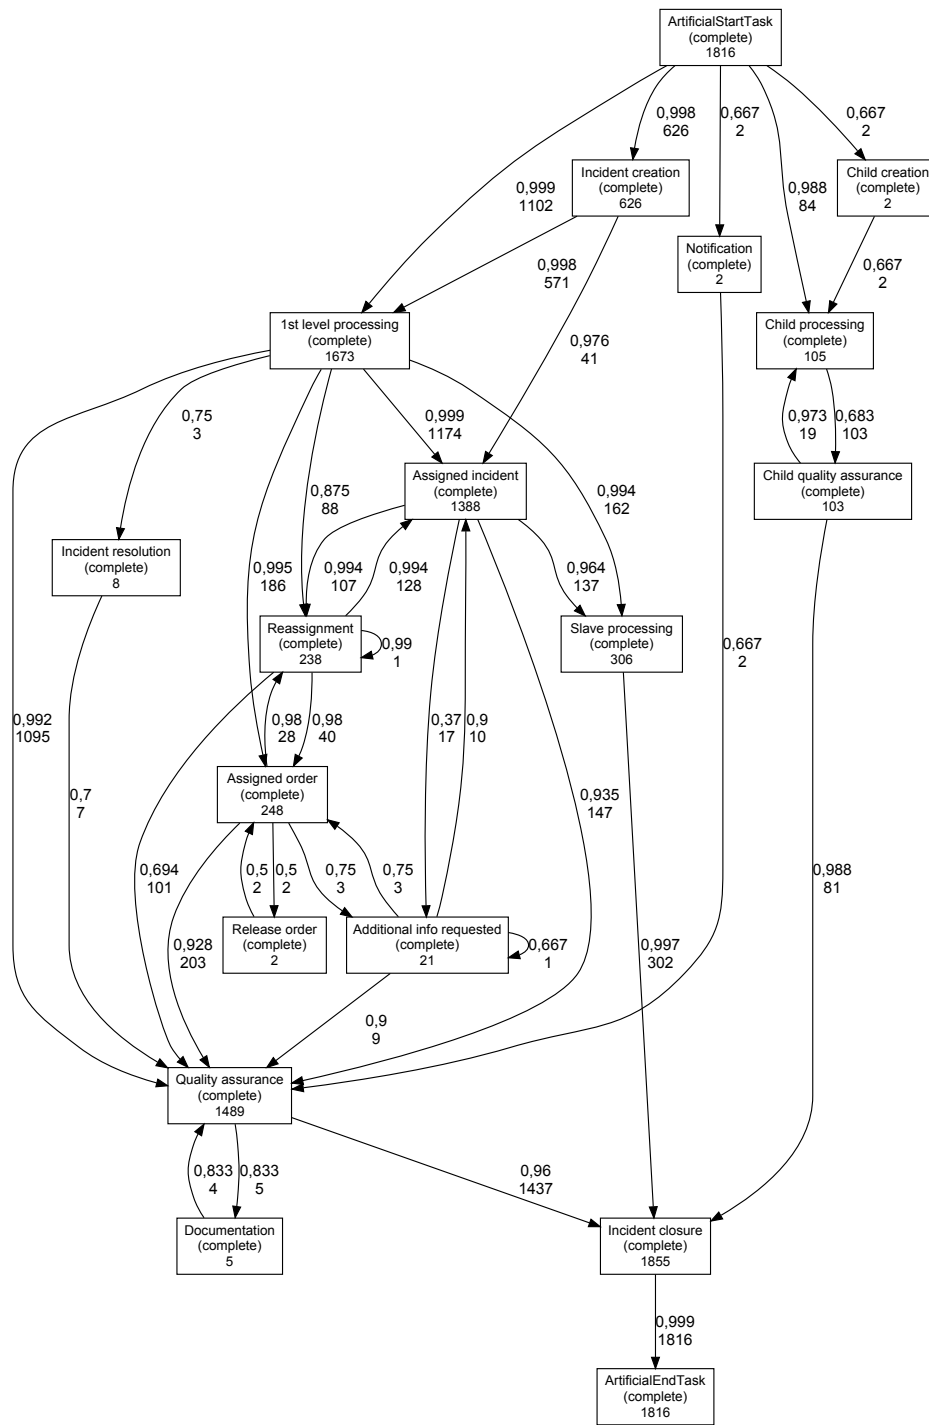 ArtificialStartTask
(complete)
1816
0,998
626
0,667
2
0,667
2
Incident creation
(complete)
626
Child creation
(complete)
2
0,999
1102
0,988
84
Notification
(complete)
2
0,998
571
0,667
2
1st level processing
(complete)
1673
Child processing
(complete)
105
0,976
41
0,75
3
0,999
1174
0,973
19
0,683
103
Assigned incident
(complete)
1388
Child quality assurance
(complete)
103
0,875
88
0,994
162
Incident resolution
(complete)
8
0,995
186
0,994
107
0,994
128
0,964
137
Reassignment
(complete)
238
0,99
1
Slave processing
(complete)
306
0,667
2
0,992
1095
0,98
28
0,98
40
0,37
17
0,9
10
Assigned order
(complete)
248
0,7
7
0,935
147
0,694
101
0,5
2
0,5
2
0,75
3
0,75
3
0,988
81
Release order
(complete)
2
Additional info requested
(complete)
21
0,928
203
0,667
1
0,997
302
0,9
9
Quality assurance
(complete)
1489
0,833
4
0,833
5
0,96
1437
Documentation
(complete)
5
Incident closure
(complete)
1855
0,999
1816
ArtificialEndTask
(complete)
1816